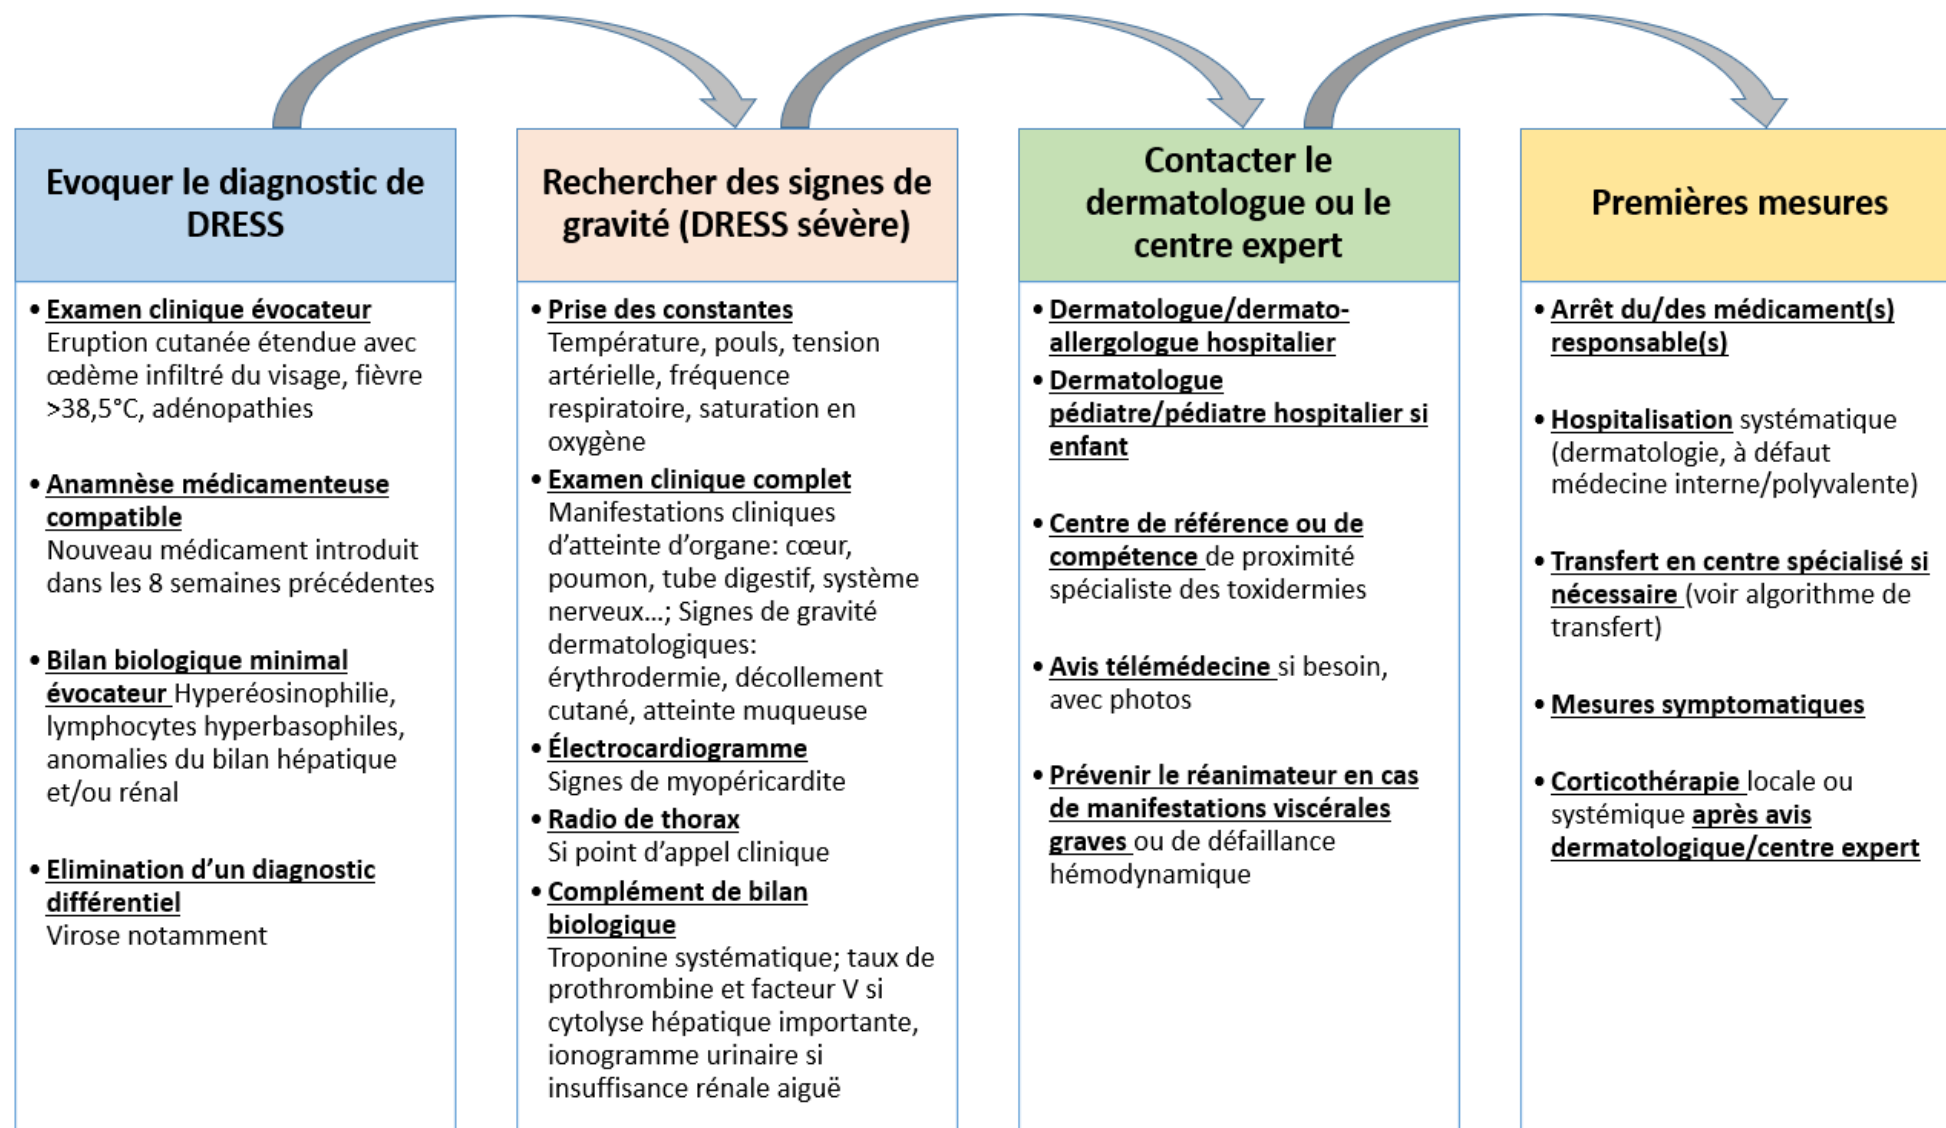 Evoquer le diagnostic de
DRESS
• Examen clinique évocateur
Eruption cutanée étendue avec
œdème infiltré du visage, fièvre
>38,5°C, adénopathies
• Anamnèse médicamenteuse
compatible
Nouveau médicament introduit
dans les 8 semaines précédentes
• Bilan biologique minimal
évocateur Hyperéosinophilie,
lymphocytes hyperbasophiles,
anomalies du bilan hépatique
et/ou rénal
• Elimination d’un diagnostic
différentiel
Virose notamment
Rechercher des signes de
gravité (DRESS sévère)
• Prise des constantes
Température, pouls, tension
artérielle, fréquence
respiratoire, saturation en
oxygène
• Examen clinique complet
Manifestations cliniques
d’atteinte d’organe: cœur,
poumon, tube digestif, système
nerveux…; Signes de gravité
dermatologiques:
érythrodermie, décollement
cutané, atteinte muqueuse
• Électrocardiogramme
Signes de myopéricardite
• Radio de thorax
Si point d’appel clinique
• Complément de bilan
biologique
Troponine systématique; taux de
prothrombine et facteur V si
cytolyse hépatique importante,
ionogramme urinaire si
insuffisance rénale aiguë
Contacter le
dermatologue ou le
centre expert
• Dermatologue/dermato-
allergologue hospitalier
• Dermatologue
pédiatre/pédiatre hospitalier si
enfant
• Centre de référence ou de
compétence de proximité
spécialiste des toxidermies
• Avis télémédecine si besoin,
avec photos
• Prévenir le réanimateur en cas
de manifestations viscérales
graves ou de défaillance
hémodynamique
Premières mesures
• Arrêt du/des médicament(s)
responsable(s)
• Hospitalisation systématique
(dermatologie, à défaut
médecine interne/polyvalente)
• Transfert en centre spécialisé si
nécessaire (voir algorithme de
transfert)
• Mesures symptomatiques
• Corticothérapie locale ou
systémique après avis
dermatologique/centre expert